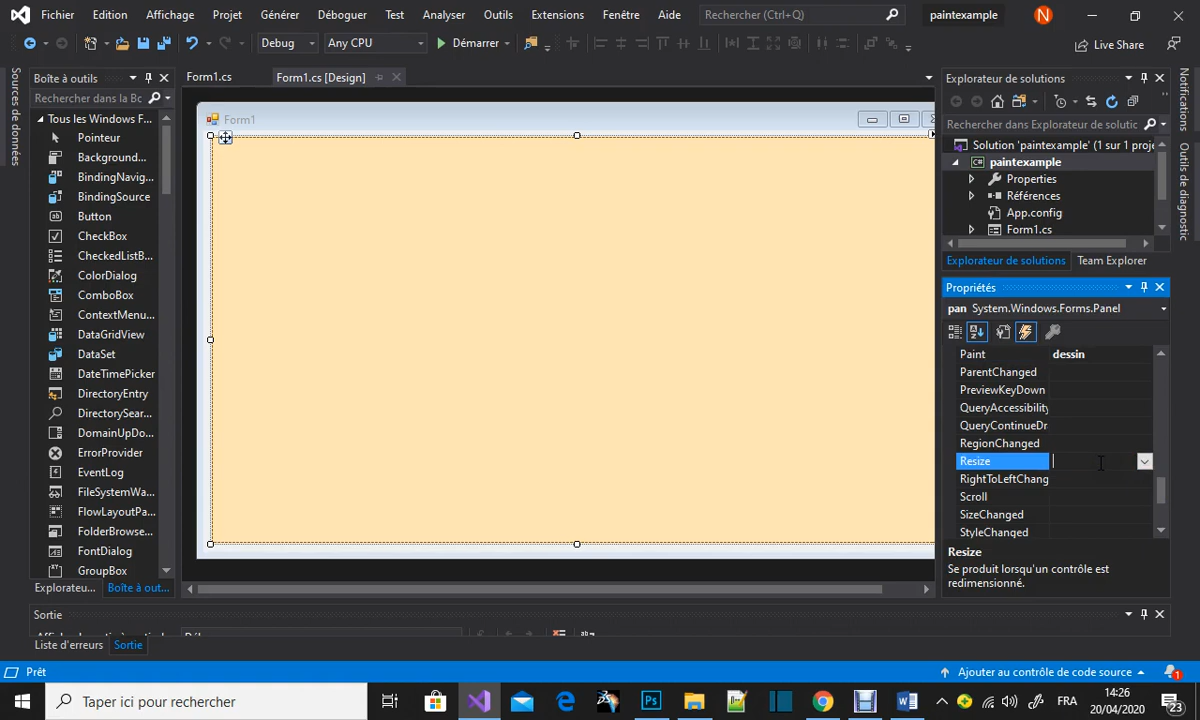 Fichier Edition Affichage Projet Générer Déboguer Test Analyser Outils Extensions Fenêtre Aide Rechercher (Ctrl+Q) paintexample N
Debug Any CPU Démarrer Live Share
Sources de données
Boîte à outils
Rechercher dans la Bc
Tous les Windows F...
Pointeur
Background...
BindingNavig...
BindingSource
Button
CheckBox
CheckedListB...
ColorDialog
ComboBox
ContextMenu...
DataGridView
DataSet
DateTimePicker
DirectoryEntry
DirectorySear...
DomainUpDo...
ErrorProvider
EventLog
FileSystemWa...
FlowLayoutPa...
FolderBrowse...
FontDialog
GroupBox
Explorateu... Boîte à out...
Form1.cs Form1.cs [Design]
Form1
Explorateur de solutions
Rechercher dans Explorateur de solutic
Solution 'paintexample' (1 sur 1 proje
paintexample
Properties
Références
App.config
Form1.cs
Explorateur de solutions Team Explorer
Propriétés
pan System.Windows.Forms.Panel
Paint dessin
ParentChanged
PreviewKeyDown
QueryAccessibility
QueryContinueDr
RegionChanged
Resize
RightToLeftChang
Scroll
SizeChanged
StyleChanged
Resize
Se produit lorsqu'un contrôle est
redimensionné.
Notifications
Outils de diagnostic
Sortie
Liste d'erreurs Sortie
Prêt Ajouter au contrôle de code source 1
Taper ici pour rechercher FRA 14:26
20/04/2020 23